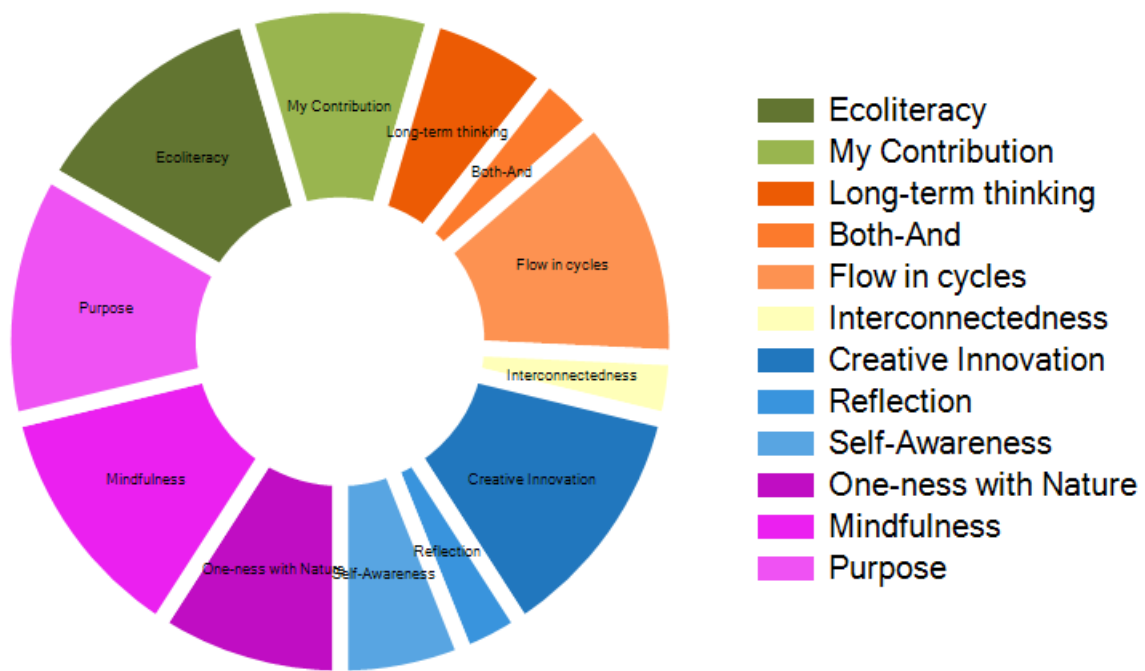 My Contribution
Long-term thinking
Ecoliteracy
Both-And
Flow in cycles
Purpose
Interconnectedness
Mindfulness
Creative Innovation
Reflection
One-ness with Nature
Self-Awareness
Ecoliteracy
My Contribution
Long-term thinking
Both-And
Flow in cycles
Interconnectedness
Creative Innovation
Reflection
Self-Awareness
One-ness with Nature
Mindfulness
Purpose